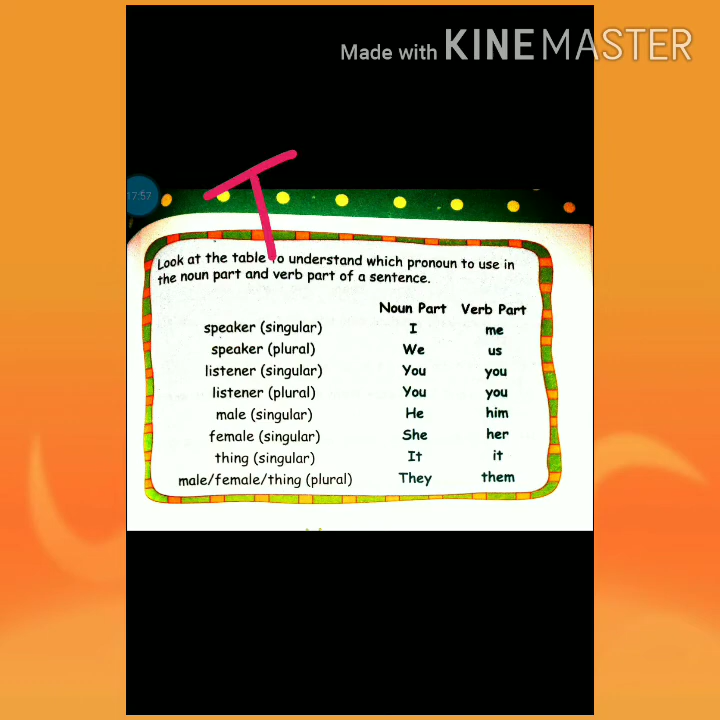 Made with KINEMASTER
17:57
T
Look at the table to understand which pronoun to use in
the noun part and verb part of a sentence.
Noun Part Verb Part
speaker (singular) I me
speaker (plural) We us
listener (singular) You you
listener (plural) You you
male (singular) He him
female (singular) She her
thing (singular) It it
male/female/thing (plural) They them